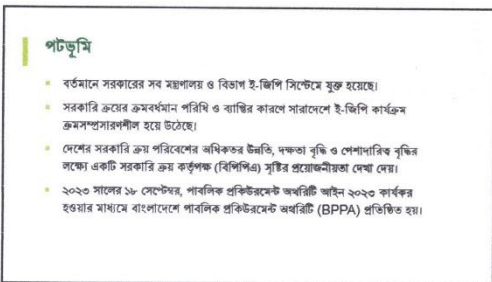 পটভূমি
বর্তমানে সরকারের সব মন্ত্রণালয় ও বিভাগ ই-জিপি সিস্টেমে যুক্ত হয়েছে।
সরকারি ক্রয়ের ক্রমবর্ধমান পরিধি ও ব্যাপ্তির কারণে সারাদেশে ই-জিপি কার্যক্রম
ক্রমসম্প্রসারণশীল হয়ে উঠেছে।
দেশের সরকারি ক্রয় পরিবেশের অধিকতর উন্নতি, দক্ষতা বৃদ্ধি ও পেশাদারিত্ব বৃদ্ধির
লক্ষ্যে একটি সরকারি ক্রয় কর্তৃপক্ষ (বিপিপিএ) সৃষ্টির প্রয়োজনীয়তা দেখা দেয়।
২০২৩ সালের ১৮ সেপ্টেম্বর, পাবলিক প্রকিউরমেন্ট অথরিটি আইন ২০২৩ কার্যকর
হওয়ার মাধ্যমে বাংলাদেশে পাবলিক প্রকিউরমেন্ট অথরিটি (BPPA) প্রতিষ্ঠিত হয়।